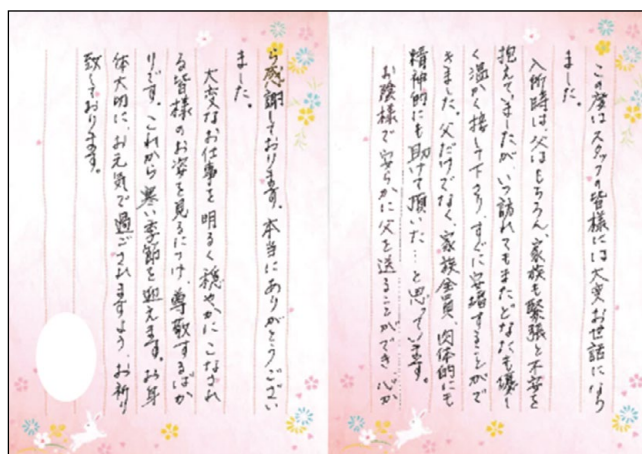 この度はスタッフの皆様には大変お世話になり
ました。
入所時は、父はもちろん、家族も緊張と不安を
抱えていましたが、いつ訪れてもまたどなたも優し
く温かく接して下さり、すぐに安堵することがで
きました。父だけでなく、家族全員、肉体的にも
精神的にも助けて頂いた…と思っています。
お陰様で安らかに父を送ることができ心か
ら感謝しております。本当にありがとうござい
ました。
大変なお仕事を明るく穏やかにこなされ
る皆様のお姿を見るにつけ、尊敬するばか
りです。これから寒い季節を迎えます。お身
体大切に、お元気で過ごされますよう、お祈り
致しております。